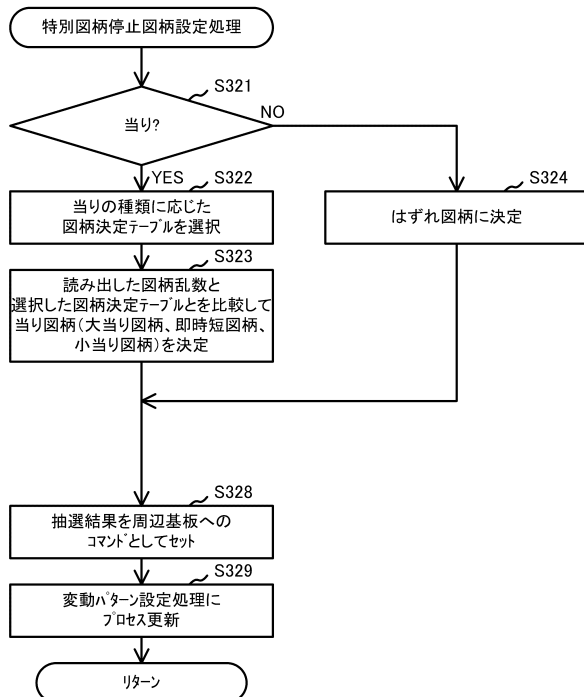 特別図柄停止図柄設定処理
S321
当り?
NO
YES
S322
当りの種類に応じた
図柄決定テーブルを選択
S324
はずれ図柄に決定
S323
読み出した図柄乱数と
選択した図柄決定テーブルとを比較して
当り図柄(大当り図柄、即時短図柄、
小当り図柄)を決定
S328
抽選結果を周辺基板への
コマンドとしてセット
S329
変動パターン設定処理に
プロセス更新
リターン